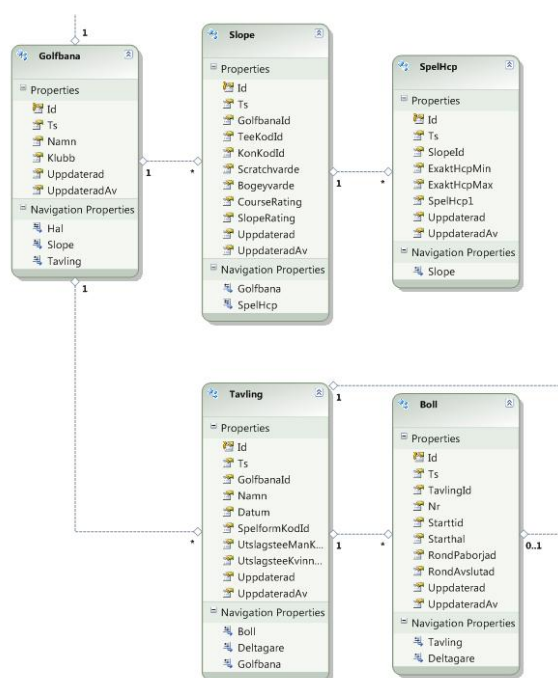 1
Golfbana
Properties
Id
Ts
Namn
Klubb
Uppdaterad
UppdateradAv
Navigation Properties
Hal
Slope
Tavling
1
*
1
Slope
Properties
Id
Ts
GolfbanaId
TeeKodId
KonKodId
Scratchvarde
Bogeyvarde
CourseRating
SlopeRating
Uppdaterad
UppdateradAv
Navigation Properties
Golfbana
SpelHcp
1
*
SpelHcp
Properties
Id
Ts
SlopeId
ExaktHcpMin
ExaktHcpMax
SpelHcp1
Uppdaterad
UppdateradAv
Navigation Properties
Slope
Tavling
Properties
Id
Ts
GolfbanaId
Namn
Datum
SpelformKodId
UtslagsteeManK...
UtslagsteeKvinn...
Uppdaterad
UppdateradAv
Navigation Properties
Boll
Deltagare
Golfbana
*
1
1
*
Boll
Properties
Id
Ts
TavlingId
Nr
Starttid
Starthal
RondPaborjad
RondAvslutad
Uppdaterad
UppdateradAv
Navigation Properties
Tavling
Deltagare
0..1